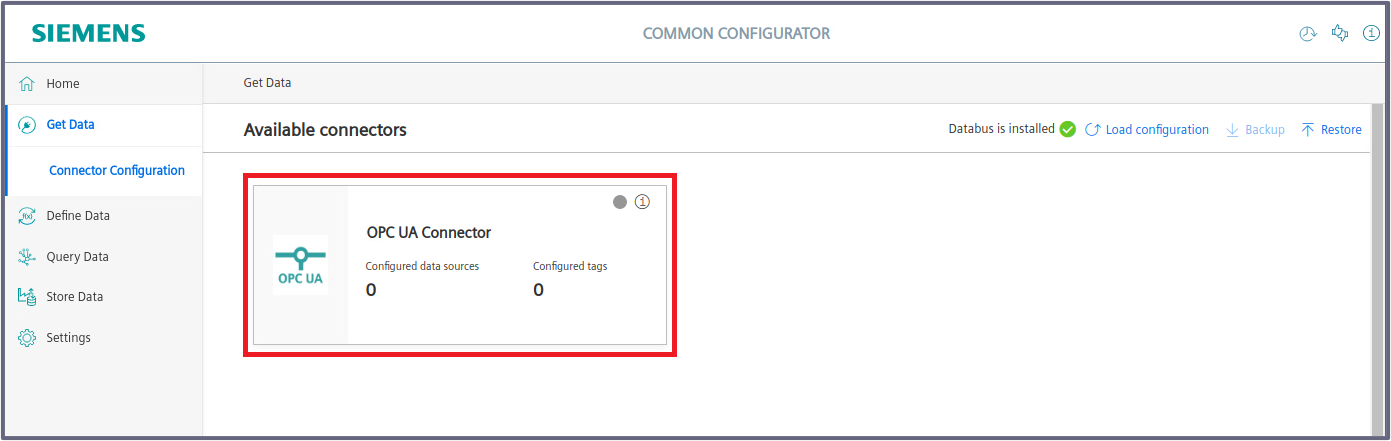 SIEMENS
COMMON CONFIGURATOR
Home
Get Data
Get Data
Available connectors
Databus is installed
Load configuration
Backup
Restore
Connector Configuration
OPC UA Connector
Configured data sources
Configured tags
OPC UA
0
0
Define Data
f(x)
Query Data
Store Data
Settings